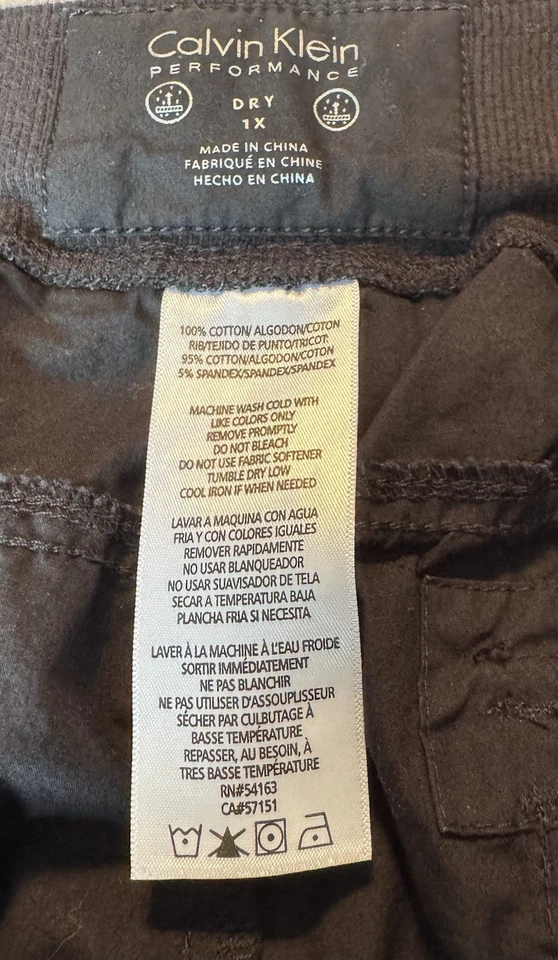 Calvin Klein
PERFORMANCE
DRY
1X
MADE IN CHINA
FABRIQUÉ EN CHINE
HECHO EN CHINA
100% COTTON/ ALGODON/COTON
RIB/TEJIDO DE PUNTO/TRICOT:
95% COTTON/ALGODON/COTON
5% SPANDEX/SPANDEX/SPANDEX
MACHINE WASH COLD WITH
LIKE COLORS ONLY
REMOVE PROMPTLY
DO NOT BLEACH
DO NOT USE FABRIC SOFTENER
TUMBLE DRY LOW
COOL IRON IF WHEN NEEDED
LAVAR A MAQUINA CON AGUA
FRIA Y CON COLORES IGUALES
REMOVER RAPIDAMENTE
NO USAR BLANQUEADOR
NO USAR SUAVISADOR DE TELA
SECAR A TEMPERATURA BAJA
PLANCHA FRIA SI NECESITA
LAVER À LA MACHINE À L'EAU FROIDE
SORTIR IMMÉDIATEMENT
NE PAS BLANCHIR
NE PAS UTILISER D'ASSOUPLISSEUR
SÉCHER PAR CULBUTAGE À
BASSE TEMPÉRATURE
REPASSER, AU BESOIN, À
TRES BASSE TEMPÉRATURE
RN#54163
CA#57151